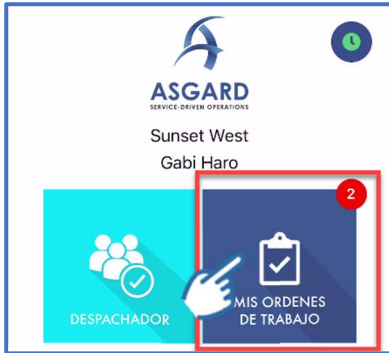 ASGARD
SERVICE-DRIVEN OPERATIONS
Sunset West
Gabi Haro
2
DESPACHADOR
MIS ORDENES
DE TRABAJO